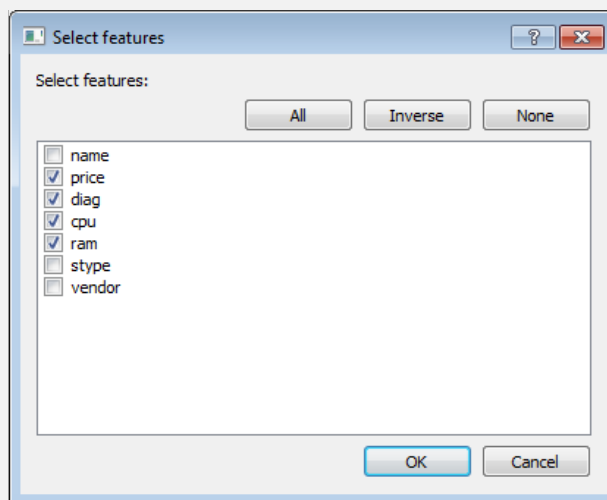 Select features
Select features:
All Inverse None
name
price
diag
cpu
ram
stype
vendor
OK Cancel